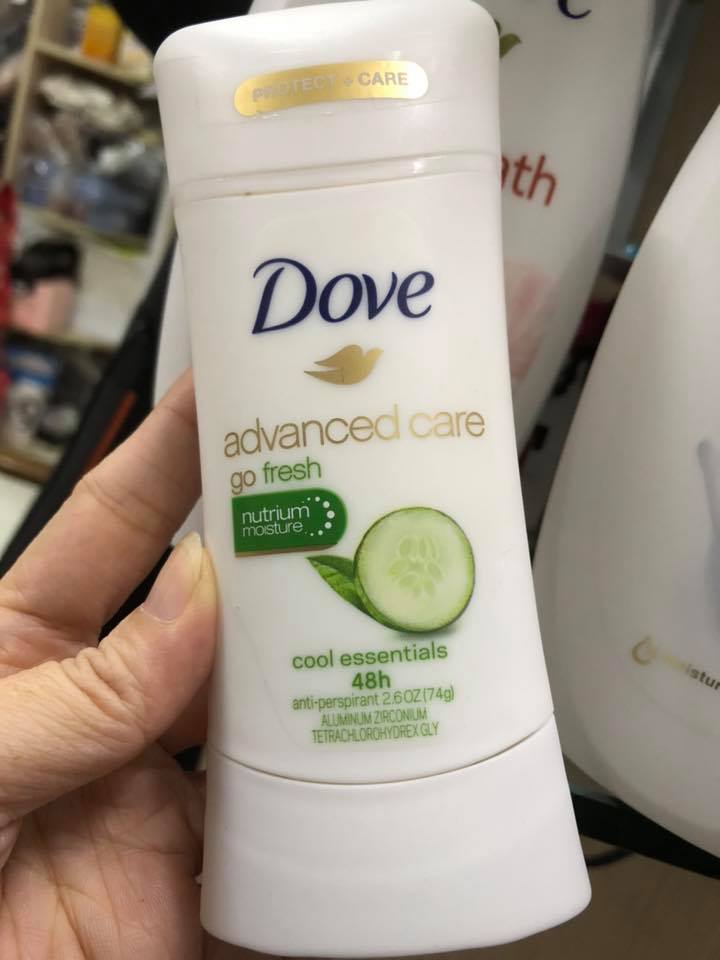 PROTECT + CARE
Dove
advanced care
go fresh
nutrium
moisture
cool essentials
48h
anti-perspirant 2.6 OZ (74g)
ALUMINUM ZIRCONIUM
TETRACHLOROHYDREX GLY